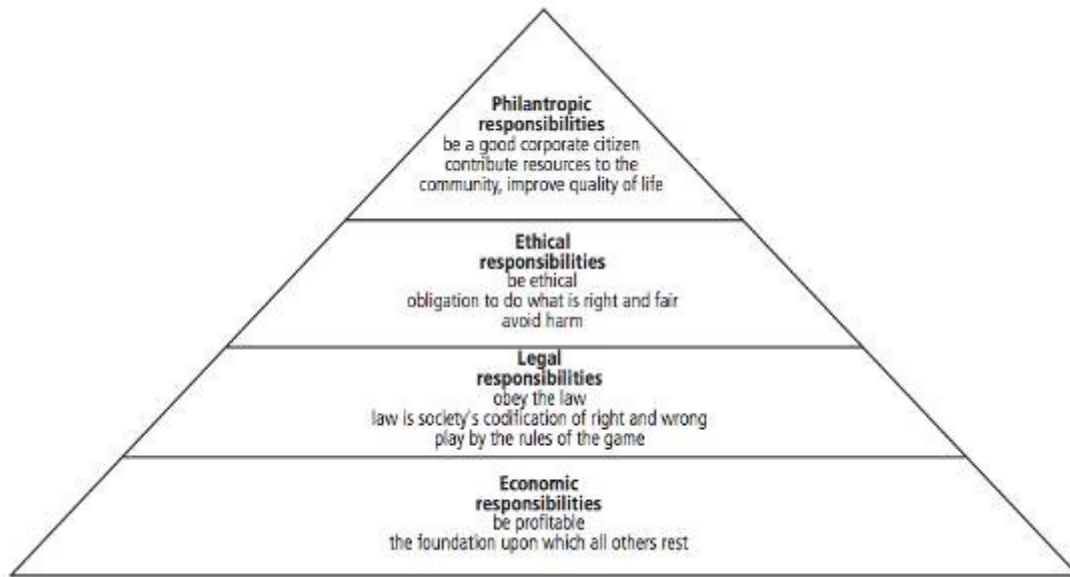 Philantropic
responsibilities
be a good corporate citizen
contribute resources to the
community, improve quality of life
Ethical
responsibilities
be ethical
obligation to do what is right and fair
avoid harm
Legal
responsibilities
obey the law
law is society's codification of right and wrong
play by the rules of the game
Economic
responsibilities
be profitable
the foundation upon which all others rest